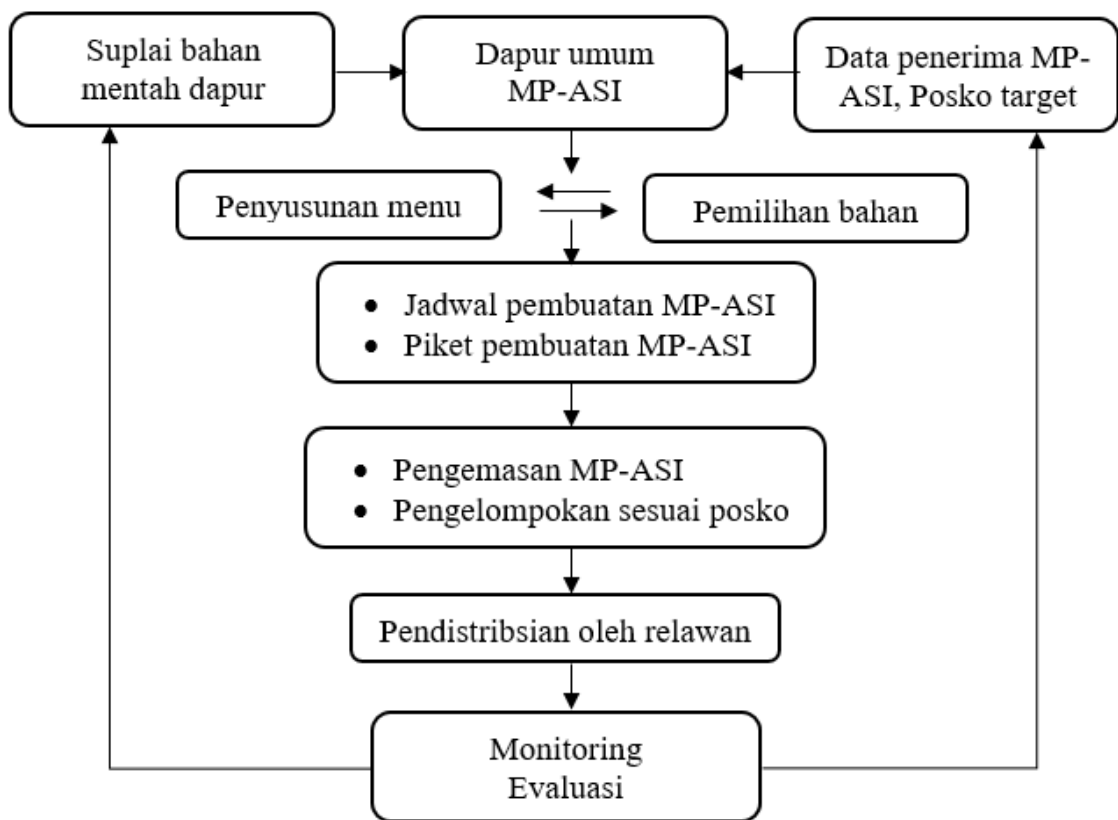 Suplai bahan
mentah dapur
Dapur umum
MP-ASI
Data penerima MP-
ASI, Posko target
Penyusunan menu
Pemilihan bahan
• Jadwal pembuatan MP-ASI
• Piket pembuatan MP-ASI
• Pengemasan MP-ASI
• Pengelompokan sesuai posko
Pendistribsian oleh relawan
Monitoring
Evaluasi